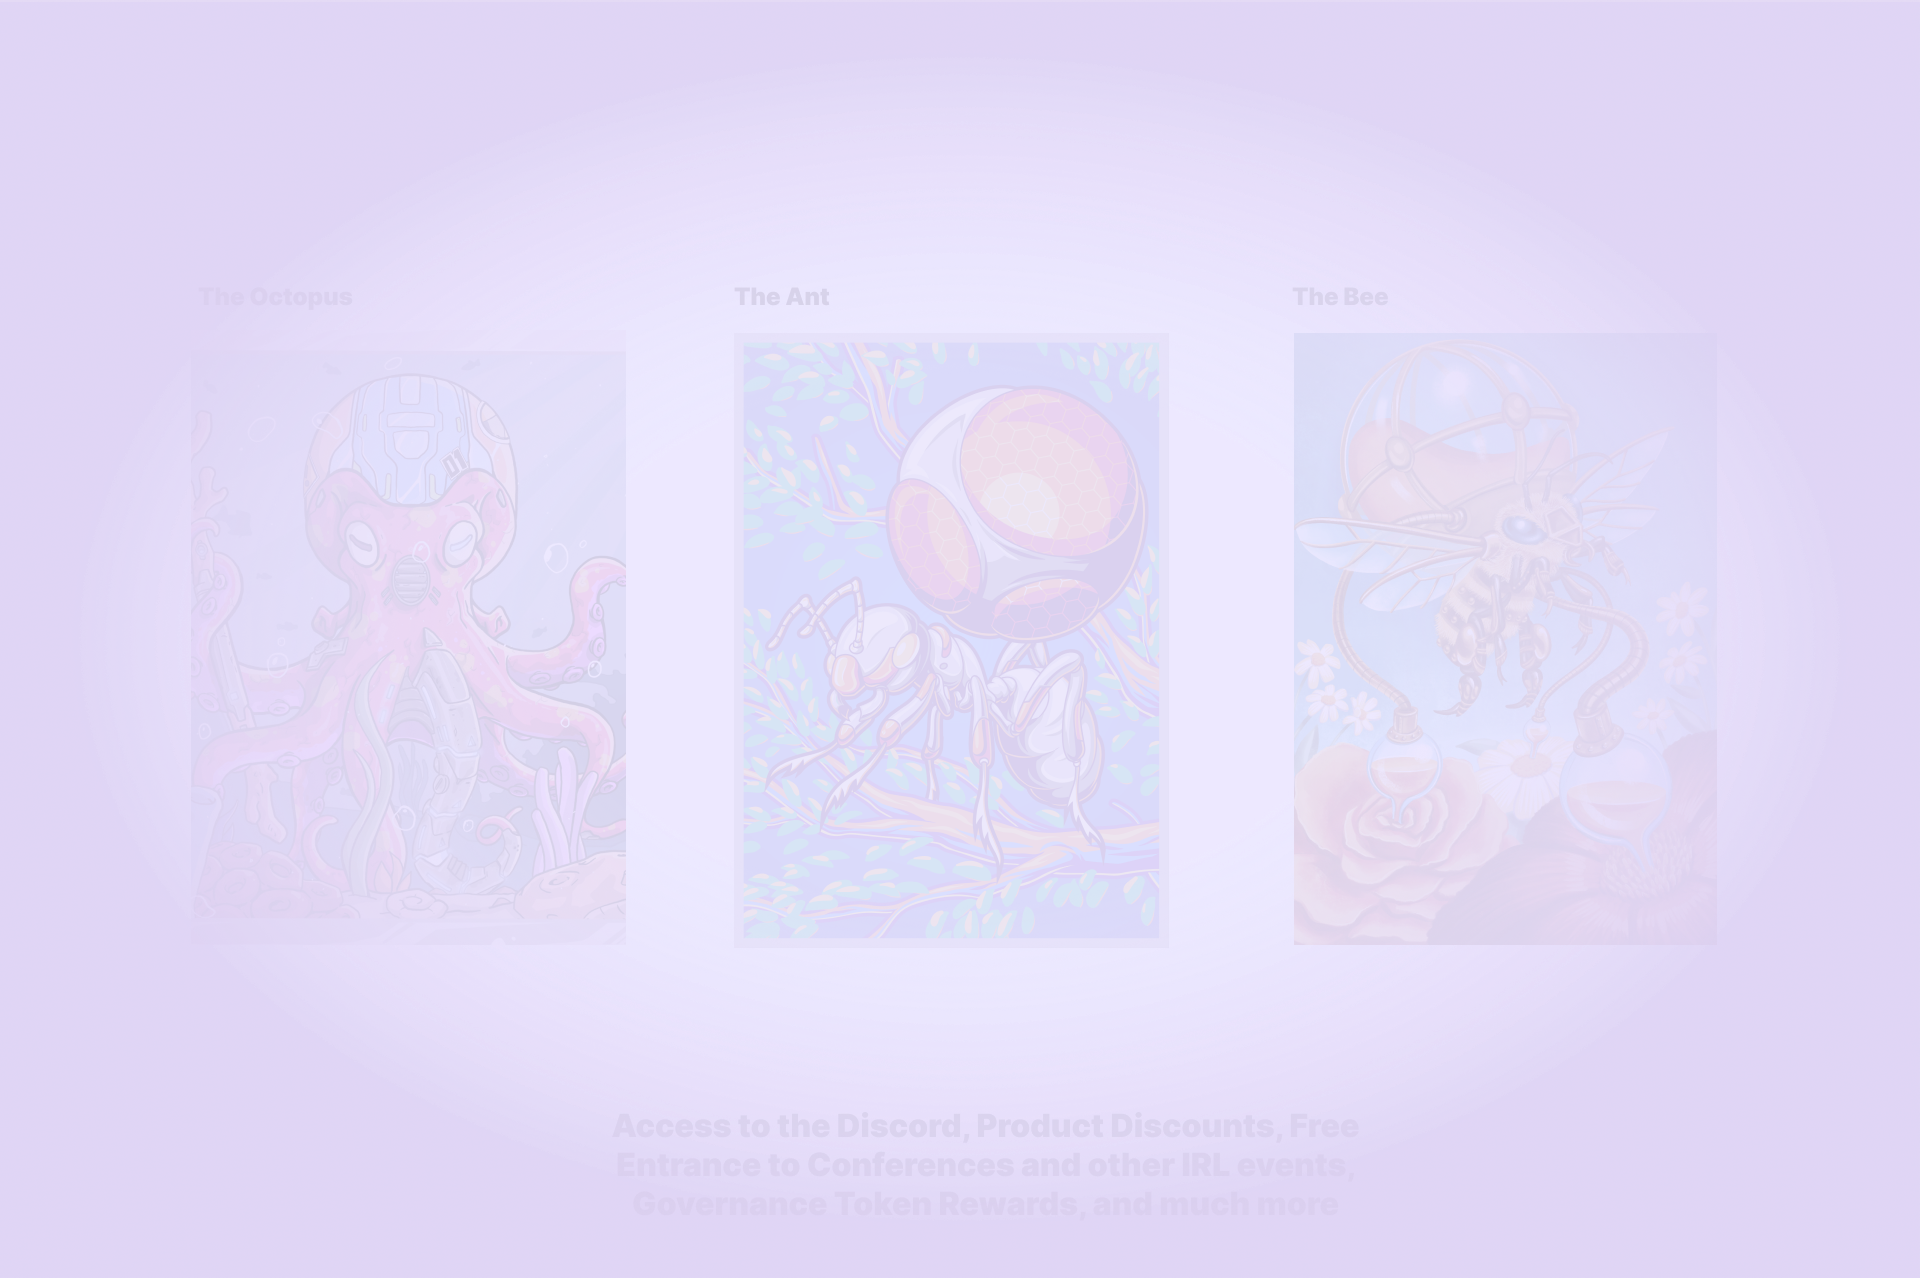 The Octopus
The Ant
The Bee
Access to the Discord, Product Discounts, Free
Entrance to Conferences and other IRL events,
Governance Token Rewards, and much more